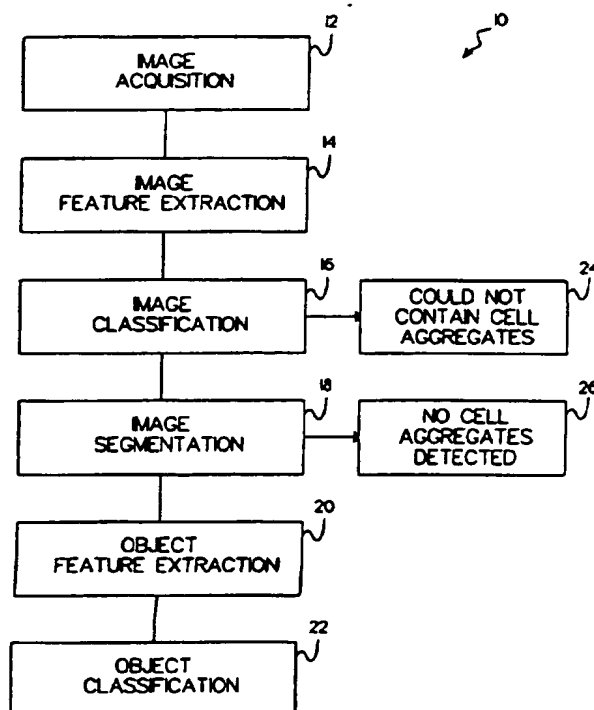 12
10
IMAGE
ACQUISITION
14
IMAGE
FEATURE EXTRACTION
16
IMAGE
CLASSIFICATION
24
COULD NOT
CONTAIN CELL
AGGREGATES
18
IMAGE
SEGMENTATION
26
NO CELL
AGGREGATES
DETECTED
20
OBJECT
FEATURE EXTRACTION
22
OBJECT
CLASSIFICATION